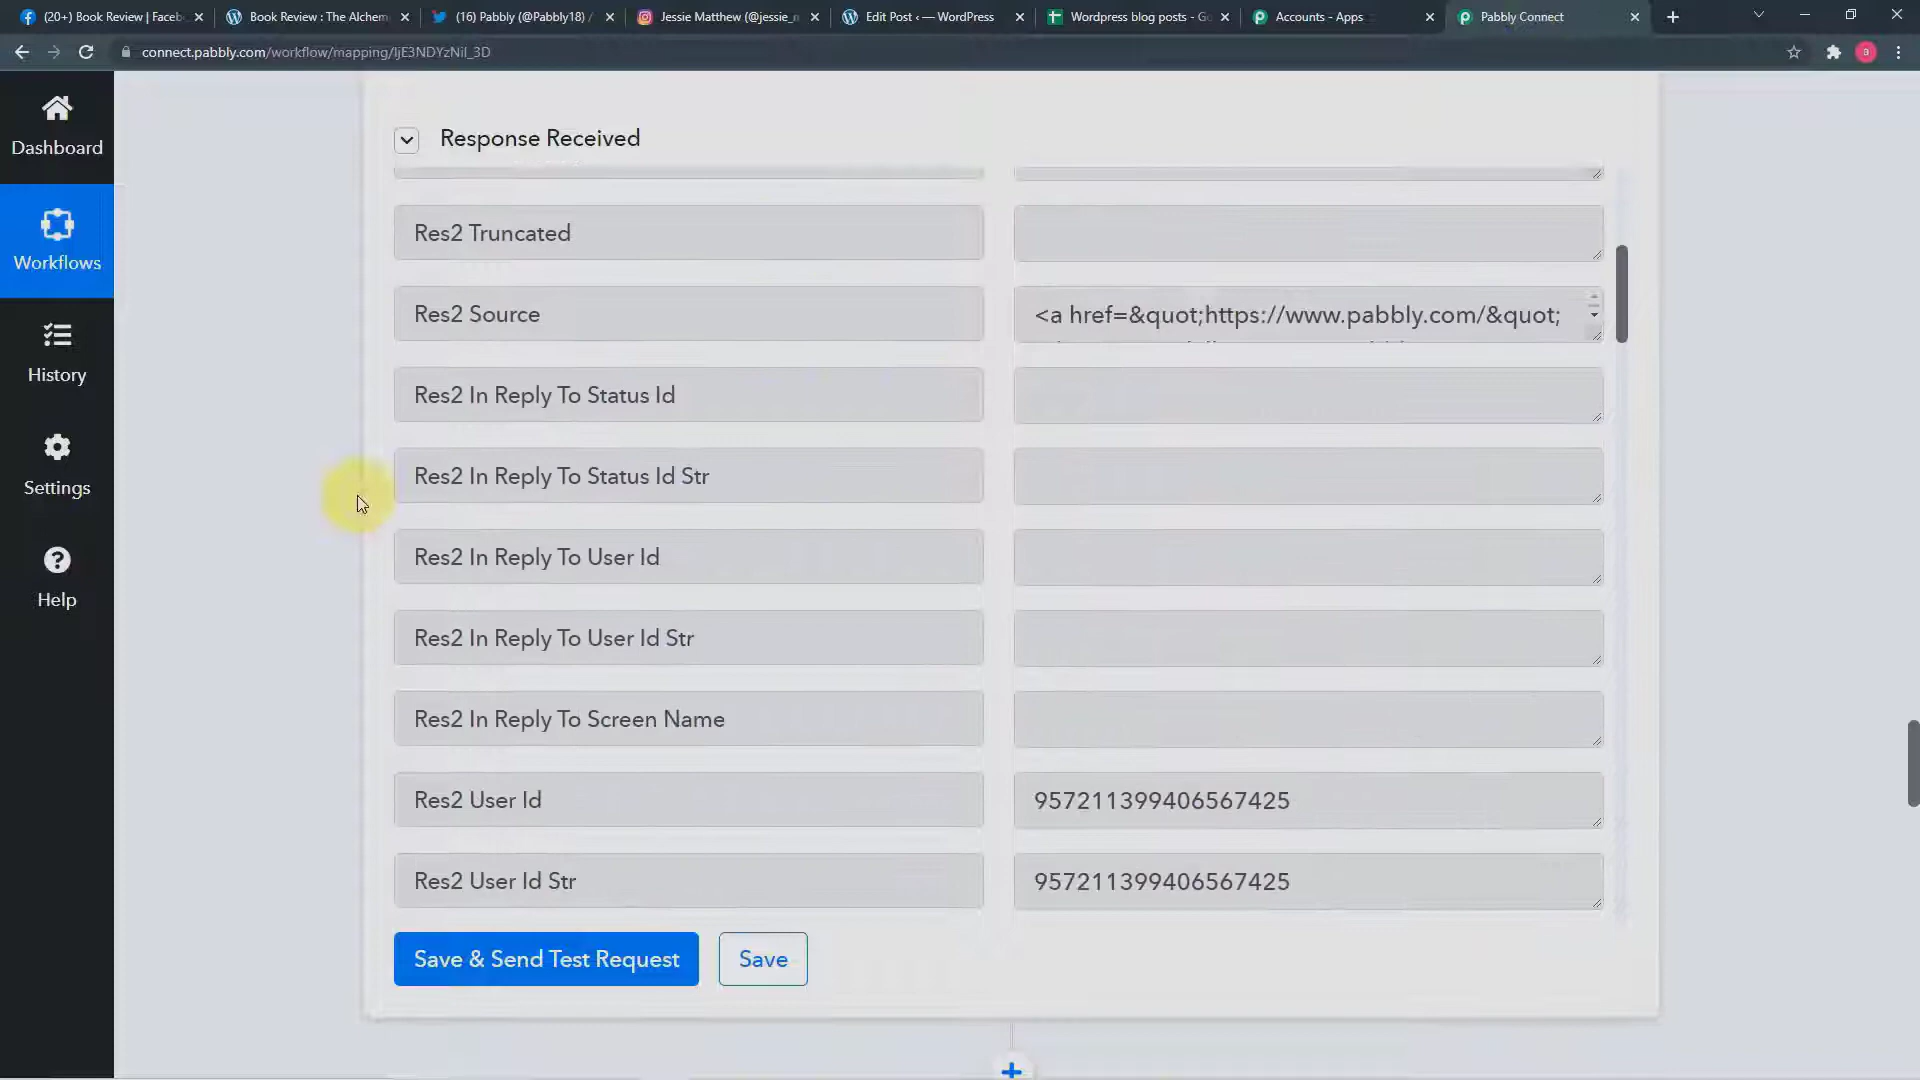 (20+) Book Review | Faceb
Book Review : The Alchem
(16) Pabbly (@Pabbly18) /
Jessie Matthew (@jessie_m
Edit Post ‹ — WordPress
Wordpress blog posts - Go
Accounts - Apps
Pabbly Connect
connect.pabbly.com/workflow/mapping/IjE3NDYzNiI_3D
a
Dashboard
Workflows
History
Settings
Help
Response Received
Res2 Truncated
Res2 Source
<a href=&quot;https://www.pabbly.com/&quot;
Res2 In Reply To Status Id
Res2 In Reply To Status Id Str
Res2 In Reply To User Id
Res2 In Reply To User Id Str
Res2 In Reply To Screen Name
Res2 User Id
957211399406567425
Res2 User Id Str
957211399406567425
Save & Send Test Request
Save